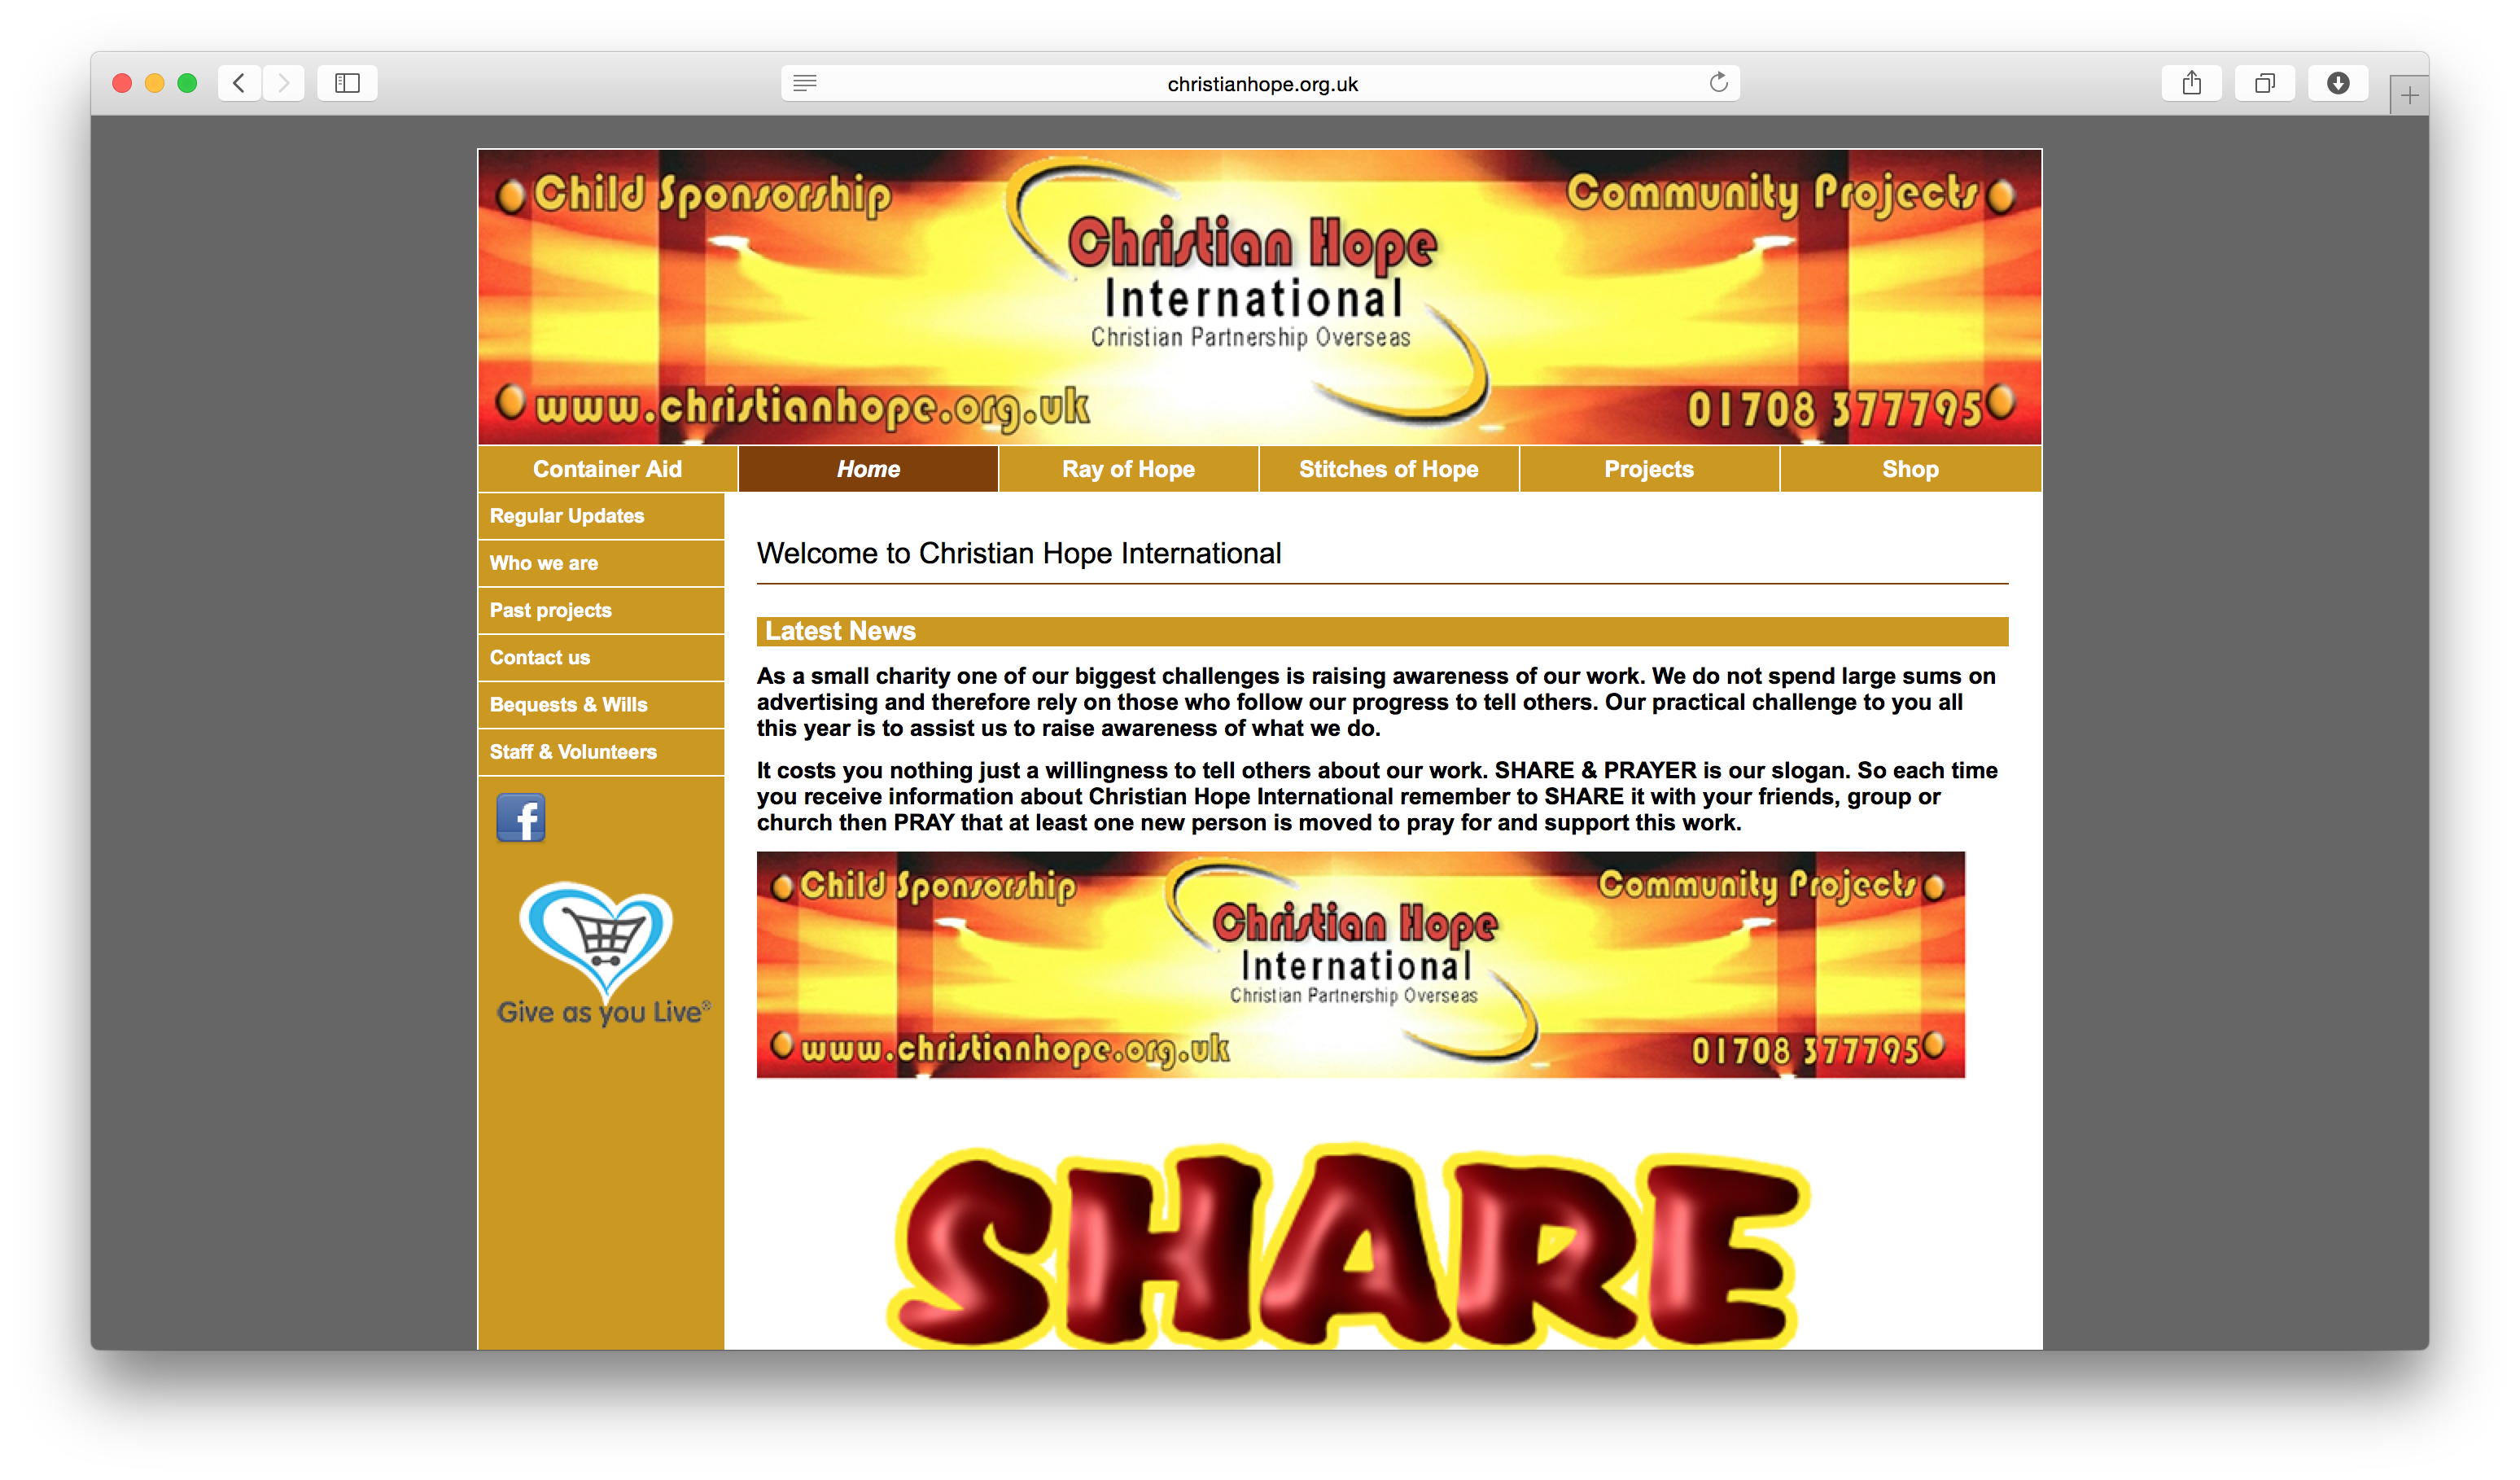 christianhope.org.uk
Child Sponsorship
Community Projects
Christian Hope
International
Christian Partnership Overseas
www.christianhope.org.uk
01708 377795
Container Aid
Home
Ray of Hope
Stitches of Hope
Projects
Shop
Regular Updates
Who we are
Past projects
Contact us
Bequests & Wills
Staff & Volunteers
Give as you Live®
Welcome to Christian Hope International
Latest News
As a small charity one of our biggest challenges is raising awareness of our work. We do not spend large sums on
advertising and therefore rely on those who follow our progress to tell others. Our practical challenge to you all
this year is to assist us to raise awareness of what we do.
It costs you nothing just a willingness to tell others about our work. SHARE & PRAYER is our slogan. So each time
you receive information about Christian Hope International remember to SHARE it with your friends, group or
church then PRAY that at least one new person is moved to pray for and support this work.
Child Sponsorship
Community Projects
Christian Hope
International
Christian Partnership Overseas
www.christianhope.org.uk
01708 377795
SHARE